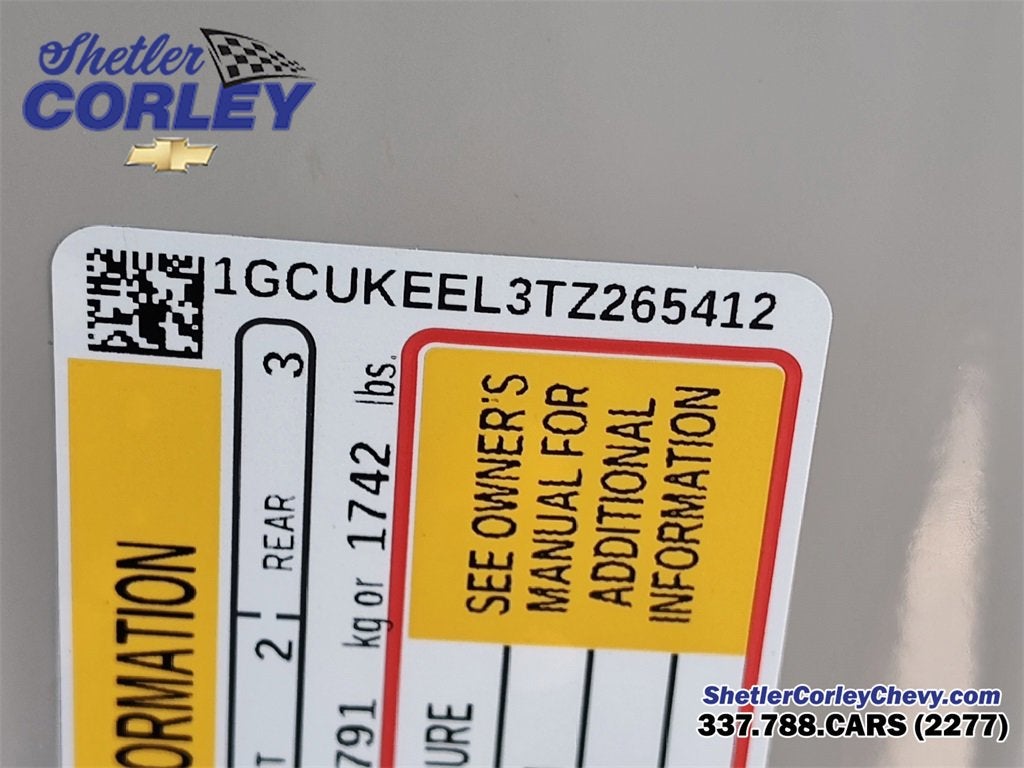 Shetler
CORLEY
1GCUKEEL3TZ265412
ORMATION
2 REAR 3
791 kg or 1742 lbs.
SEE OWNER'S
MANUAL FOR
ADDITIONAL
INFORMATION
URE
ShetlerCorleyChevy.com
337.788.CARS (2277)